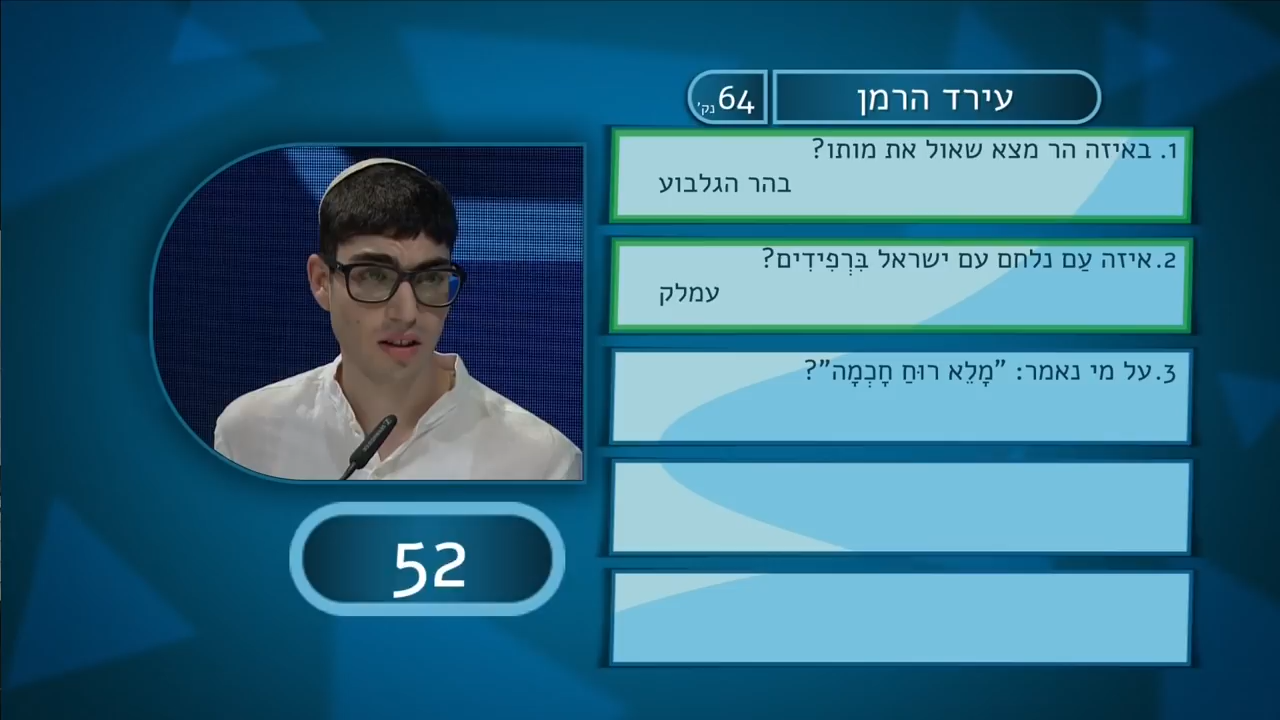 עירד הרמן
64 נק'
1. באיזה הר מצא שאול את מותו?
בהר הגלבוע
2.איזה עַם נלחם עם ישראל בִּרְפִידִים?
עמלק
3.על מי נאמר: "מָלֵא רוּחַ חָכְמָה"?
52